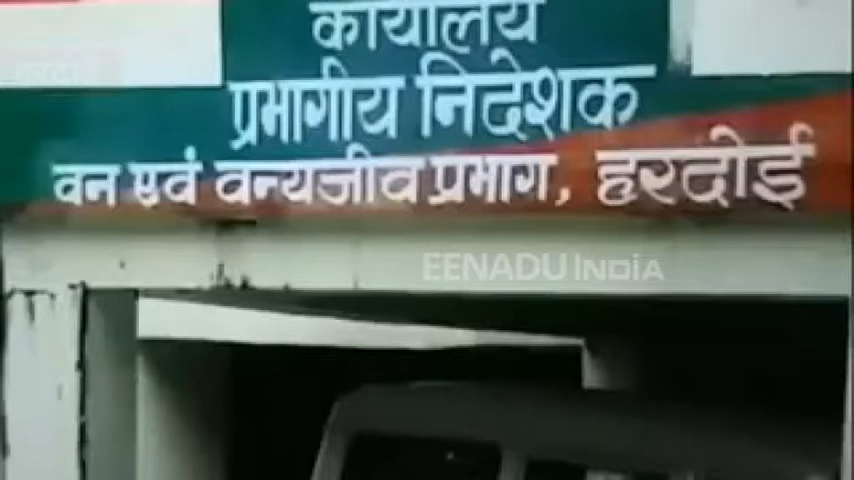 कार्यालय
प्रभागीय निदेशक
वन एवं वन्यजीव प्रभाग, हरदोई
EENADU INDIA